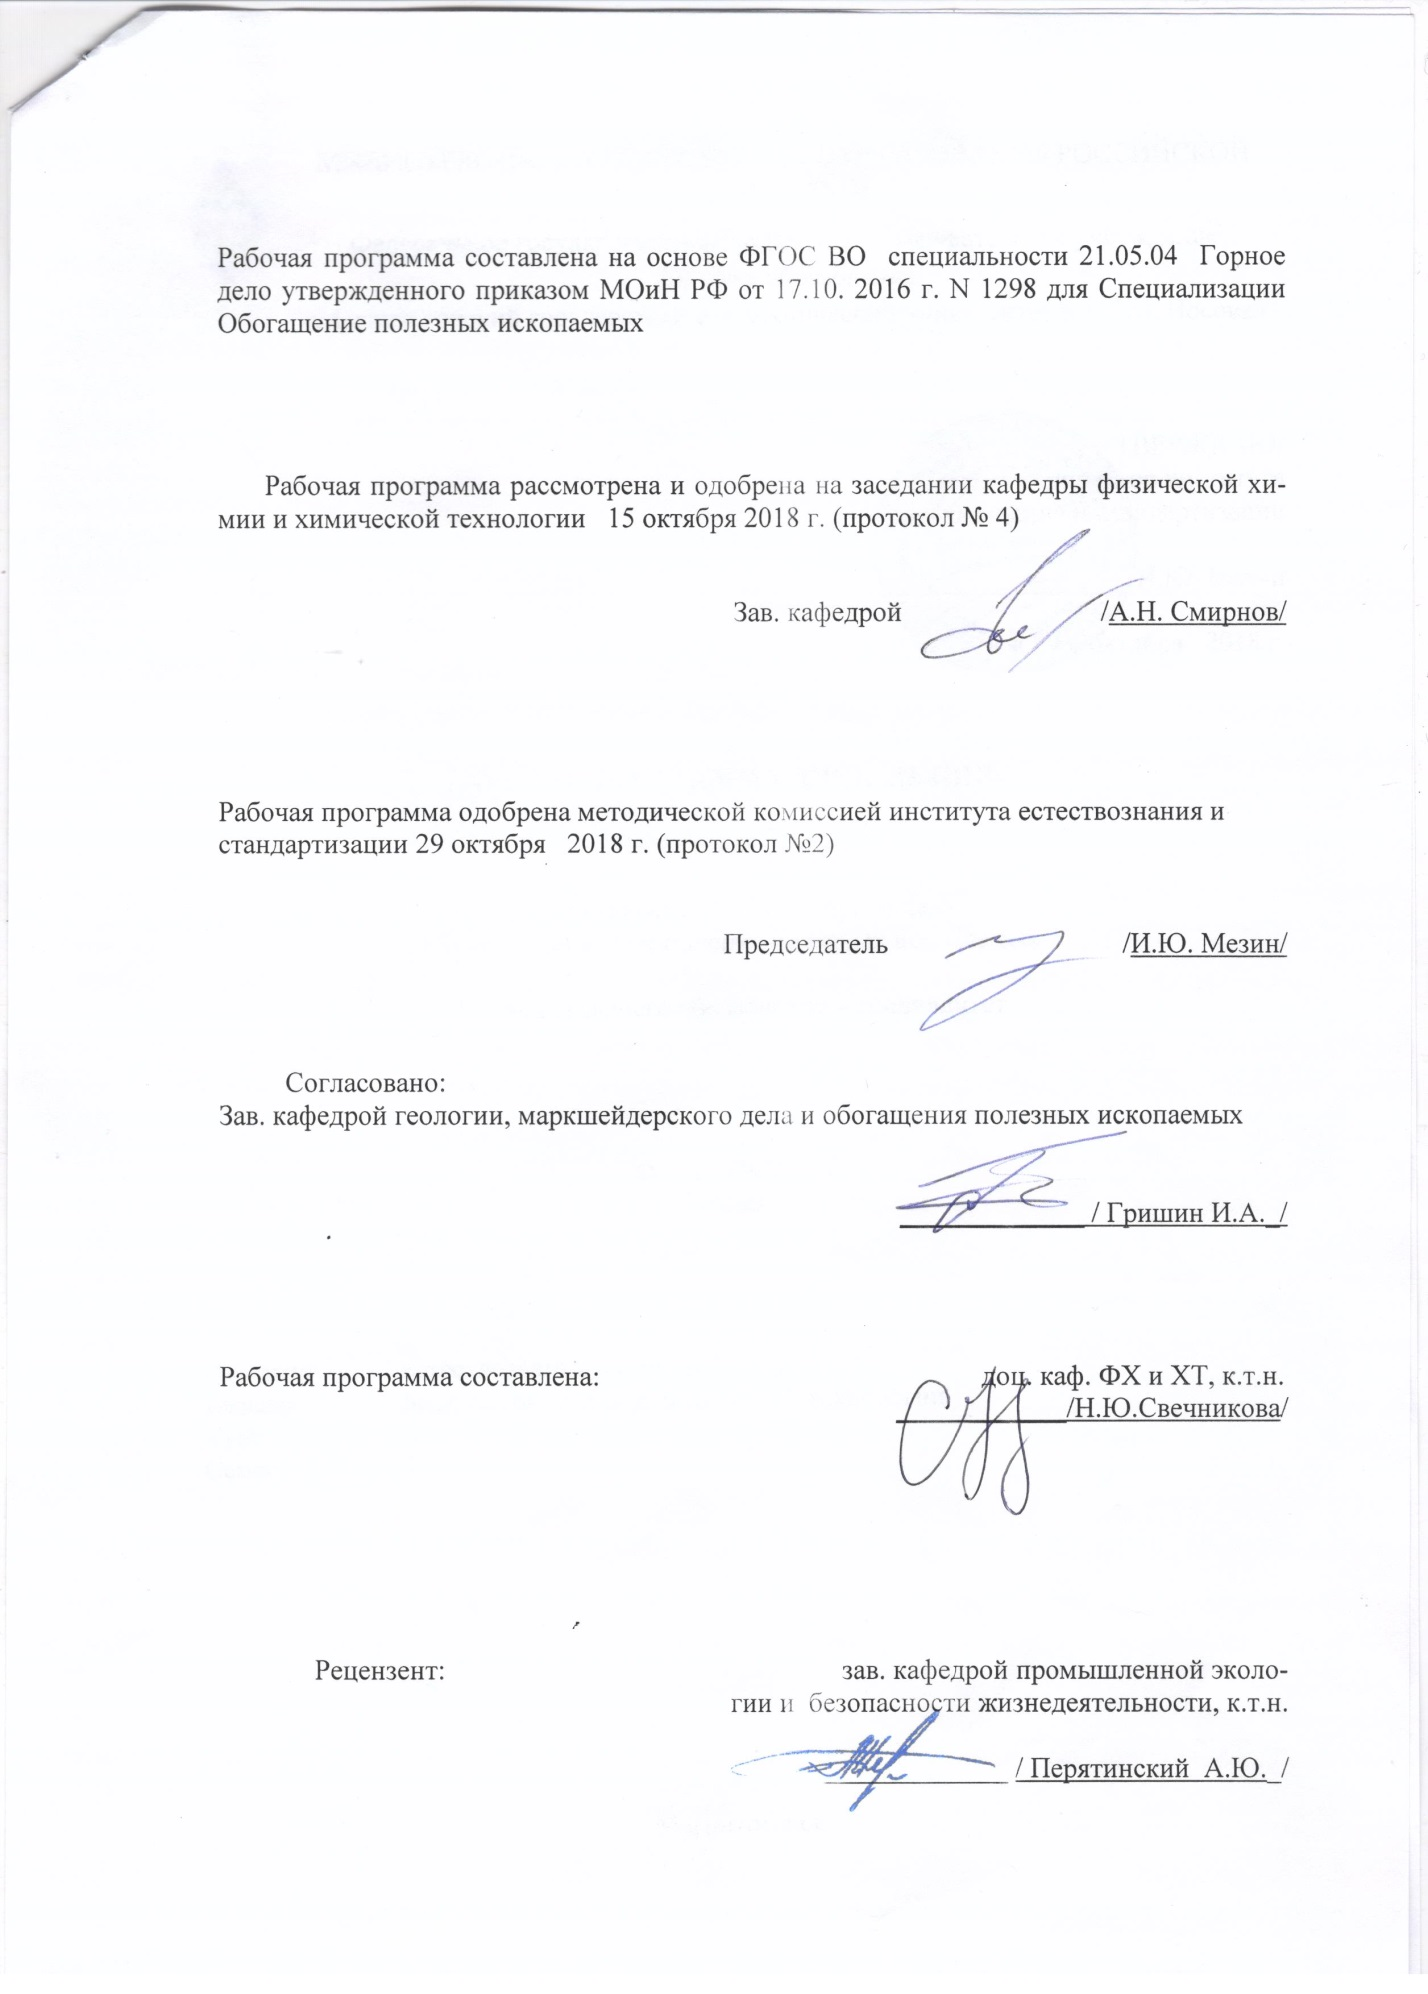 Рабочая программа составлена на основе ФГОС ВО специальности 21.05.04 Горное
дело утвержденного приказом МОиН РФ от 17.10. 2016 г. N 1298 для Специализации
Обогащение полезных ископаемых
Рабочая программа рассмотрена и одобрена на заседании кафедры физической хи-
мии и химической технологии 15 октября 2018 г. (протокол № 4)
Зав. кафедрой /А.Н. Смирнов/
Рабочая программа одобрена методической комиссией института естествознания и
стандартизации 29 октября 2018 г. (протокол №2)
Председатель /И.Ю. Мезин/
Согласовано:
Зав. кафедрой геологии, маркшейдерского дела и обогащения полезных ископаемых
/ Гришин И.А._/
Рабочая программа составлена: доц. каф. ФХ и ХТ, к.т.н.
/Н.Ю.Свечникова/
Рецензент: зав. кафедрой промышленной эколо-
гии и безопасности жизнедеятельности, к.т.н.
/ Перятинский А.Ю._/